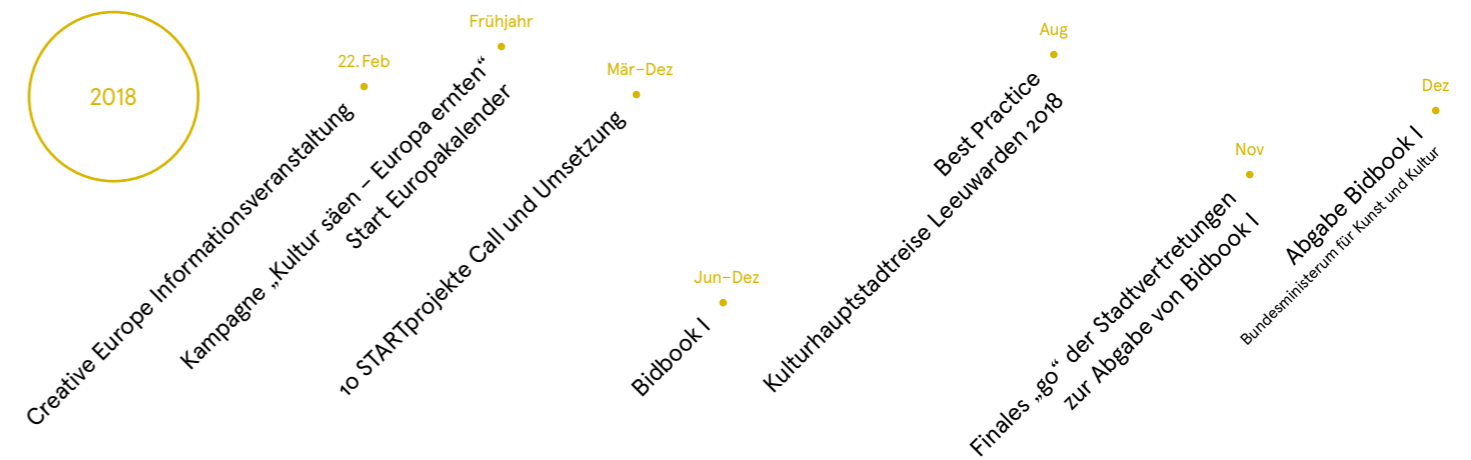 2018
22. Feb
Creative Europe Informationsveranstaltung
Frühjahr
Kampagne „Kultur säen – Europa ernten“
Start Europakalender
Mär–Dez
10 STARTprojekte Call und Umsetzung
Jun–Dez
Bidbook I
Aug
Best Practice
Kulturhauptstadtreise Leeuwarden 2018
Nov
Finales „go“ der Stadtvertretungen
zur Abgabe von Bidbook I
Dez
Abgabe Bidbook I
Bundesministerum für Kunst und Kultur